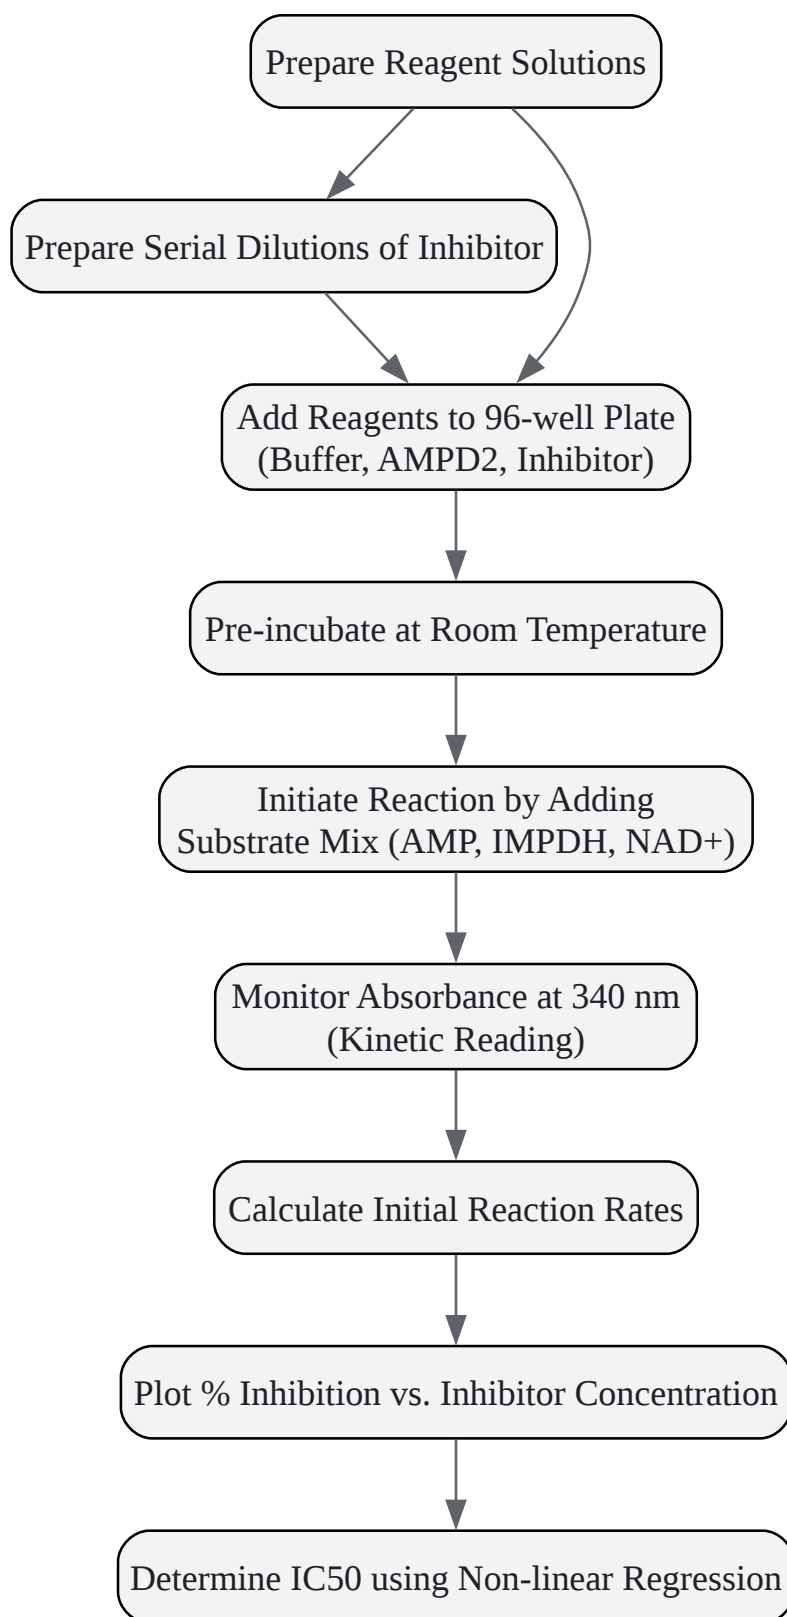 Prepare Reagent Solutions
Prepare Serial Dilutions of Inhibitor
Add Reagents to 96-well Plate
(Buffer, AMPD2, Inhibitor)
Pre-incubate at Room Temperature
Initiate Reaction by Adding
Substrate Mix (AMP, IMPDH, NAD+)
Monitor Absorbance at 340 nm
(Kinetic Reading)
Calculate Initial Reaction Rates
Plot % Inhibition vs. Inhibitor Concentration
Determine IC50 using Non-linear Regression